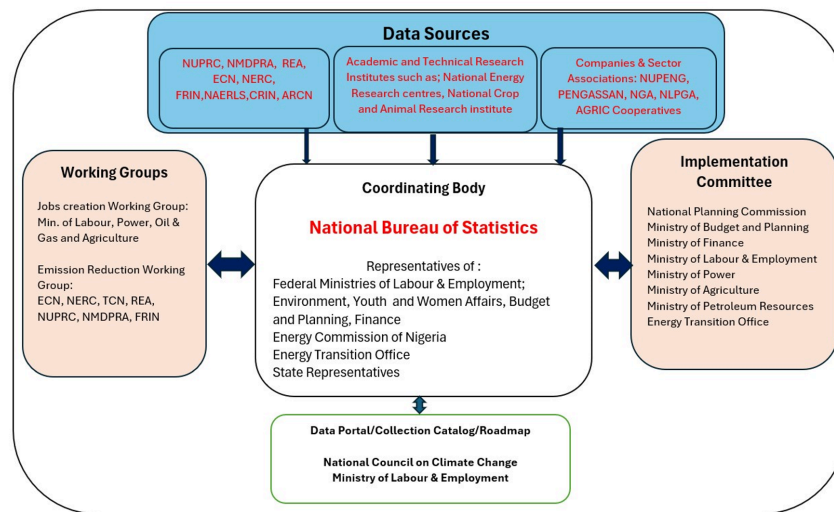 Data Sources
NUPRC, NMDPRA, REA,
ECN, NERC,
FRIN,NAERLS,CRIN, ARCN
Academic and Technical Research
Institutes such as; National Energy
Research centres, National Crop
and Animal Research institute
Companies & Sector
Associations: NUPENG,
PENGASSAN, NGA, NLPGA,
AGRIC Cooperatives
Working Groups
Jobs creation Working Group:
Min. of Labour, Power, Oil &
Gas and Agriculture
Emission Reduction Working
Group:
ECN, NERC, TCN, REA,
NUPRC, NMDPRA, FRIN
Coordinating Body
National Bureau of Statistics
Representatives of :
Federal Ministries of Labour & Employment;
Environment, Youth and Women Affairs, Budget
and Planning, Finance
Energy Commission of Nigeria
Energy Transition Office
State Representatives
Implementation
Committee
National Planning Commission
Ministry of Budget and Planning
Ministry of Finance
Ministry of Labour & Employment
Ministry of Power
Ministry of Agriculture
Ministry of Petroleum Resources
Energy Transition Office
Data Portal/Collection Catalog/Roadmap
National Council on Climate Change
Ministry of Labour & Employment